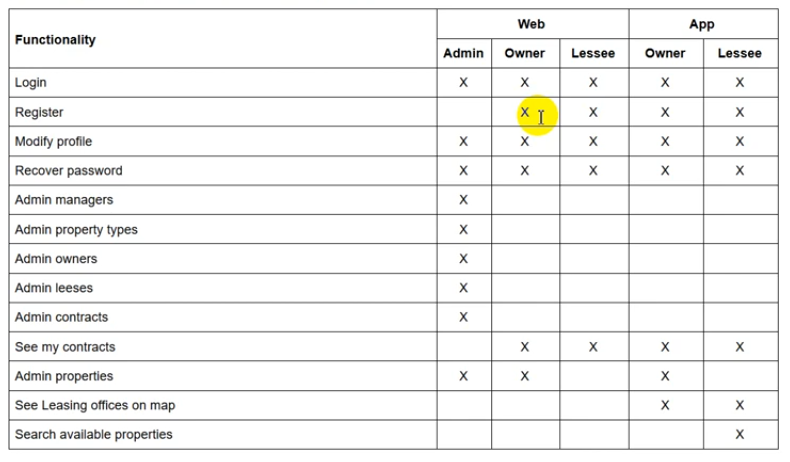 Functionality Web App
Admin Owner Lessee Owner Lessee
Login X X X X X
Register X X X X
Modify profile X X X X X
Recover password X X X X X
Admin managers X
Admin property types X
Admin owners X
Admin leeses X
Admin contracts X
See my contracts X X X X
Admin properties X X X
See Leasing offices on map X X
Search available properties X